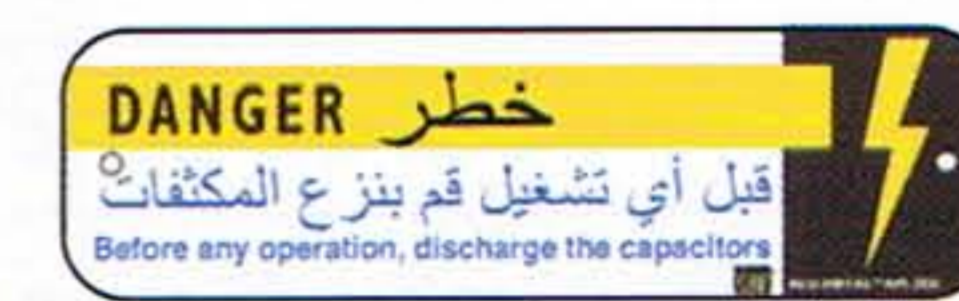 DANGER خطر
قبل أي تشغيل قم بنزع المكثفات
Before any operation, discharge the capacitors